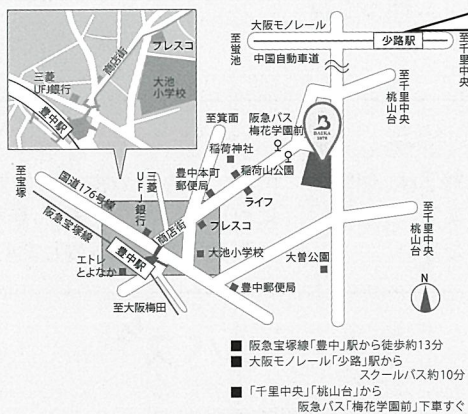 大阪モノレール
少路駅
至蛍池
中国自動車道
至千里中央
プレスコ
商店街
三菱
UFJ銀行
大池
小学校
豊中駅
至千里中央
桃山台
至箕面
阪急バス
梅花学園前
BAIKA
1878
稲荷神社
豊中本町
郵便局
稲荷山公園
ライフ
至宝塚
国道176号線
三菱UFJ銀行
商店街
プレスコ
阪急宝塚線
大池小学校
大曽公園
至千里中央
桃山台
エトレ
とよなか
豊中駅
豊中郵便局
至大阪梅田
N
■ 阪急宝塚線「豊中」駅から徒歩約13分
■ 大阪モノレール「少路」駅から
スクールバス約10分
■ 「千里中央」「桃山台」から
阪急バス「梅花学園前」下車すぐ